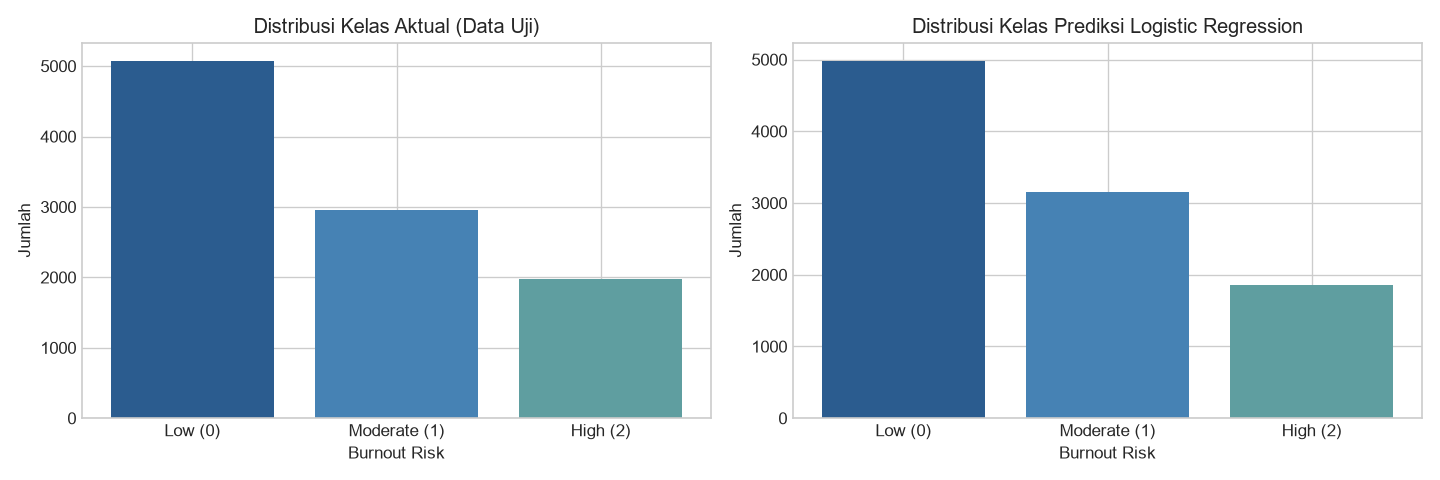 Distribusi Kelas Aktual (Data Uji)
5000
4000
3000
2000
1000
0
Jumlah
Low (0)
Moderate (1)
High (2)
Burnout Risk
Distribusi Kelas Prediksi Logistic Regression
5000
4000
3000
2000
1000
0
Jumlah
Low (0)
Moderate (1)
High (2)
Burnout Risk